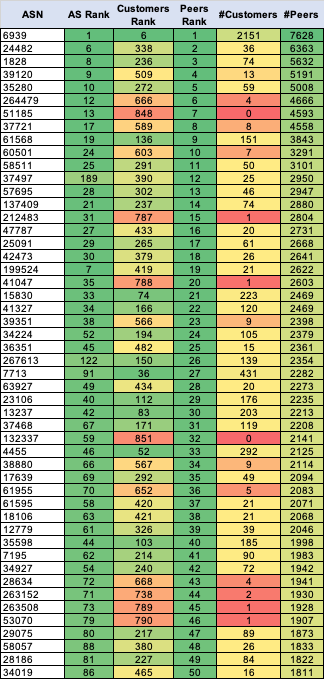 ASN AS Rank Customers Rank Peers Rank #Customers #Peers
6939 1 6 1 2151 7628
24482 6 338 2 36 6363
1828 8 236 3 74 5632
39120 9 509 4 13 5191
35280 10 272 5 59 5008
264479 12 666 6 4 4666
51185 13 848 7 0 4593
37721 17 589 8 8 4558
61568 19 136 9 151 3843
60501 24 603 10 7 3291
58511 25 291 11 50 3101
37497 189 390 12 25 2950
57695 28 302 13 46 2947
137409 21 237 14 74 2880
212483 31 787 15 1 2804
47787 27 433 16 20 2731
25091 29 265 17 61 2668
42473 30 379 18 26 2641
199524 7 419 19 21 2622
41047 35 788 20 1 2603
15830 33 74 21 223 2469
41327 34 166 22 120 2469
39351 38 566 23 9 2398
34224 52 194 24 105 2379
36351 45 482 25 15 2361
267613 122 150 26 139 2354
7713 91 36 27 431 2282
63927 49 434 28 20 2273
23106 40 112 29 176 2235
13237 42 83 30 203 2213
37468 67 171 31 119 2208
132337 59 851 32 0 2141
4455 46 52 33 292 2125
38880 66 567 34 9 2114
17639 69 292 35 49 2094
61955 70 652 36 5 2083
61595 58 420 37 21 2071
18106 63 421 38 21 2068
12779 61 326 39 39 2046
35598 44 103 40 185 1998
7195 62 214 41 90 1983
34927 54 240 42 72 1942
28634 72 668 43 4 1941
263152 71 738 44 2 1930
263508 73 789 45 1 1928
53070 79 790 46 1 1907
29075 80 217 47 89 1873
58057 88 380 48 26 1833
28186 81 227 49 84 1822
34019 86 465 50 16 1811